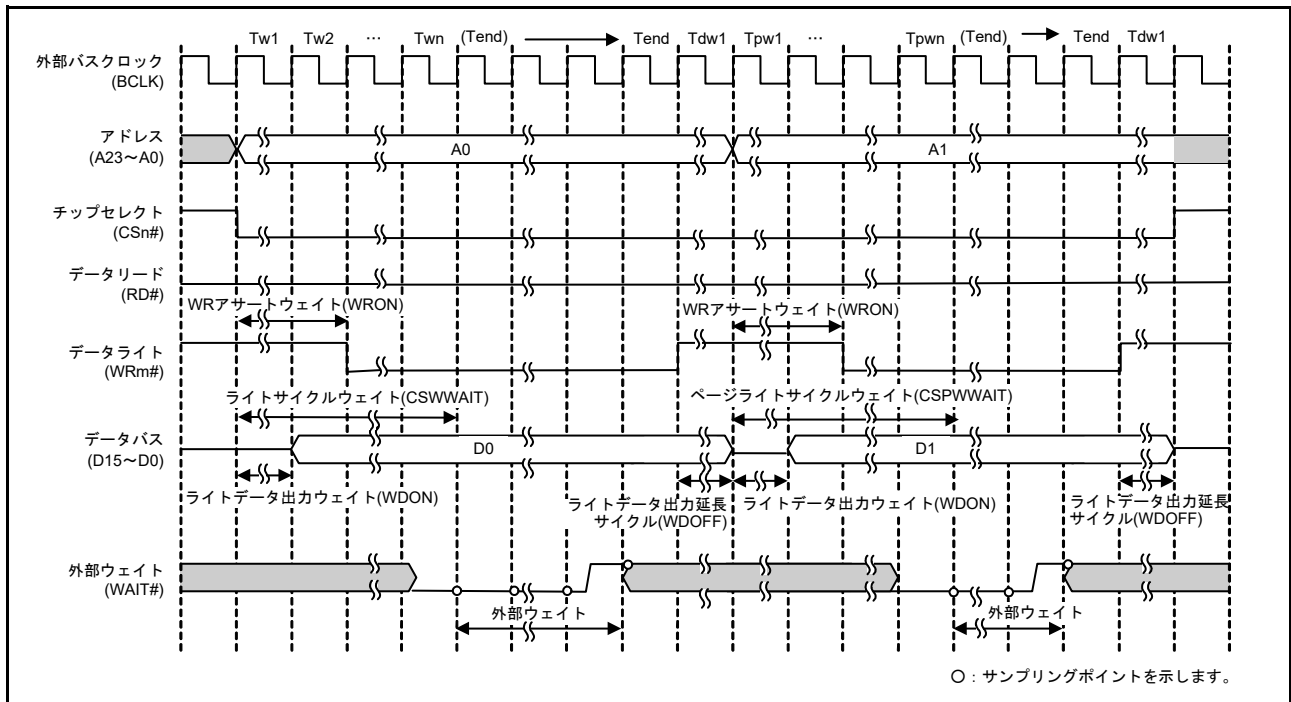 Tw1 Tw2 … Twn (Tend) Tend Tdw1 Tpw1 … Tpwn (Tend) Tend Tdw1
外部バスクロック
(BCLK)
アドレス
(A23～A0)
A0
A1
チップセレクト
(CSn#)
データリード
(RD#)
WRアサートウェイト(WRON)
WRアサートウェイト(WRON)
データライト
(WRm#)
ライトサイクルウェイト(CSWWAIT)
ページライトサイクルウェイト(CSPWWAIT)
データバス
(D15～D0)
D0
D1
ライトデータ出力ウェイト(WDON)
ライトデータ出力延長
サイクル(WDOFF)
ライトデータ出力ウェイト(WDON)
ライトデータ出力延長
サイクル(WDOFF)
外部ウェイト
(WAIT#)
外部ウェイト
外部ウェイト
○：サンプリングポイントを示します。